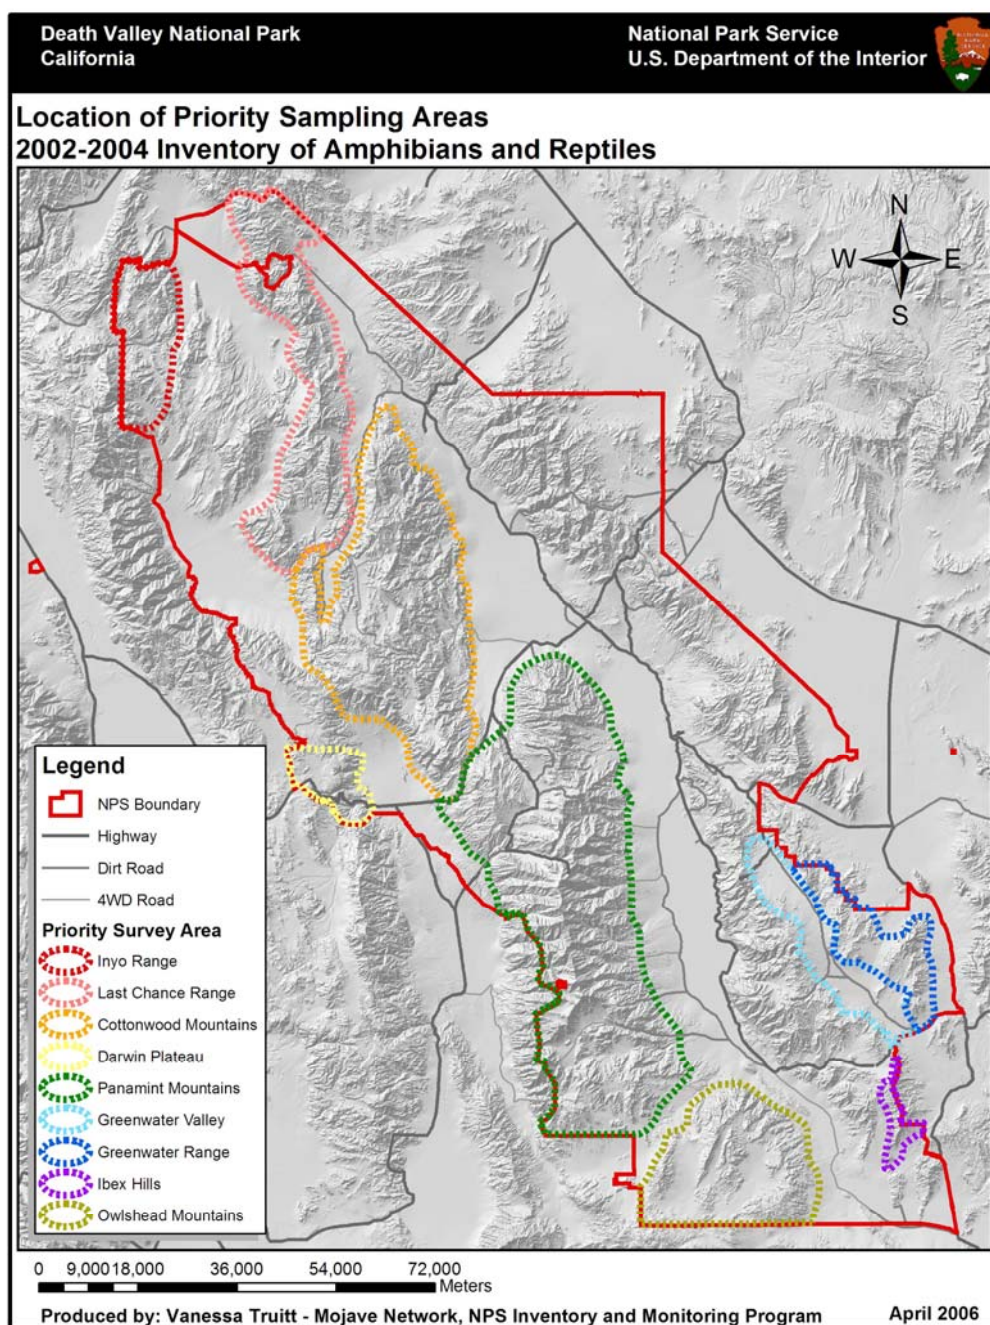 Death Valley National Park
California
National Park Service
U.S. Department of the Interior
Location of Priority Sampling Areas
2002-2004 Inventory of Amphibians and Reptiles
N
W
E
S
Legend
NPS Boundary
Highway
Dirt Road
4WD Road
Priority Survey Area
Inyo Range
Last Chance Range
Cottonwood Mountains
Darwin Plateau
Panamint Mountains
Greenwater Valley
Greenwater Range
Ibex Hills
Owlshead Mountains
0 9,000 18,000 36,000 54,000 72,000
Meters
Produced by: Vanessa Truitt - Mojave Network, NPS Inventory and Monitoring Program
April 2006